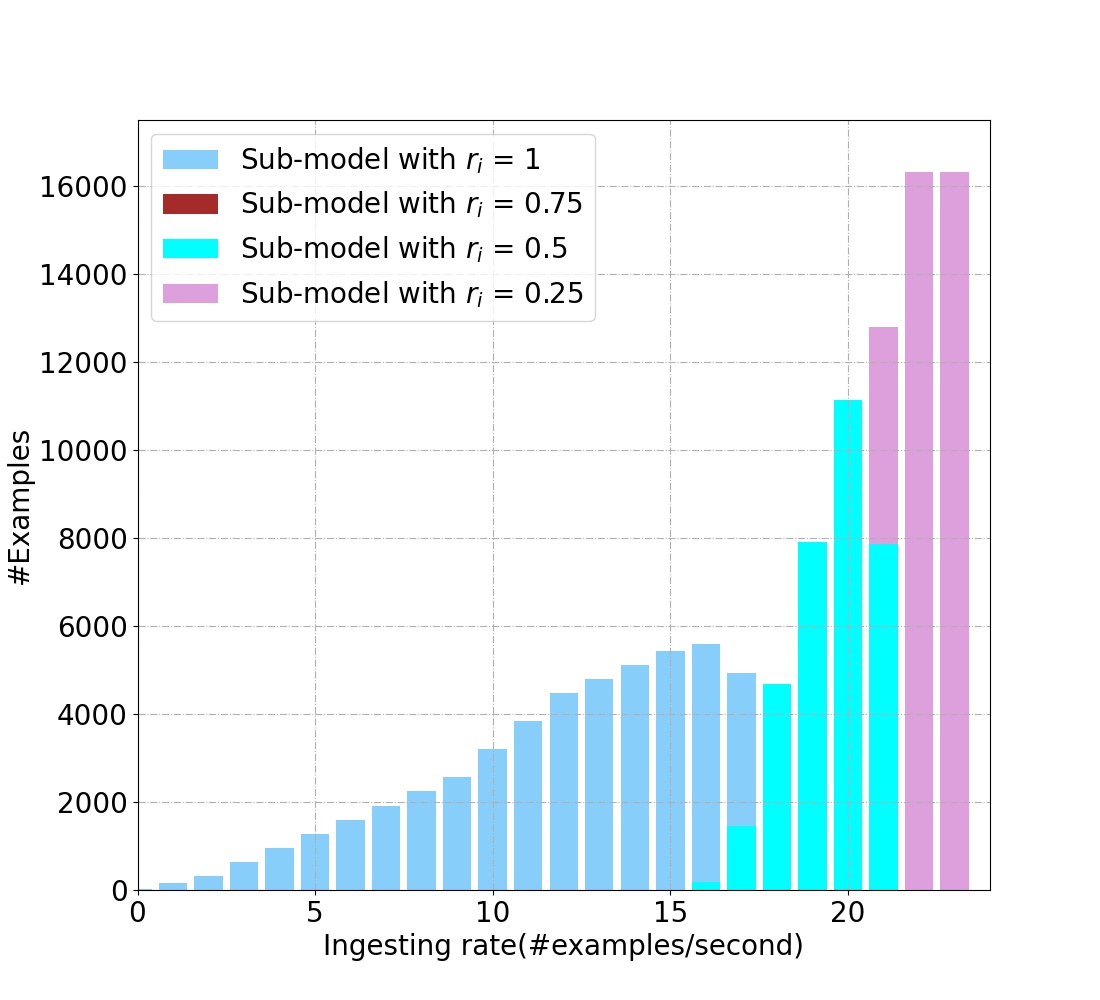 Sub-model with r_i = 1
Sub-model with r_i = 0.75
Sub-model with r_i = 0.5
Sub-model with r_i = 0.25
16000
14000
12000
10000
8000
6000
4000
2000
0
#Examples
0 5 10 15 20
Ingesting rate(#examples/second)